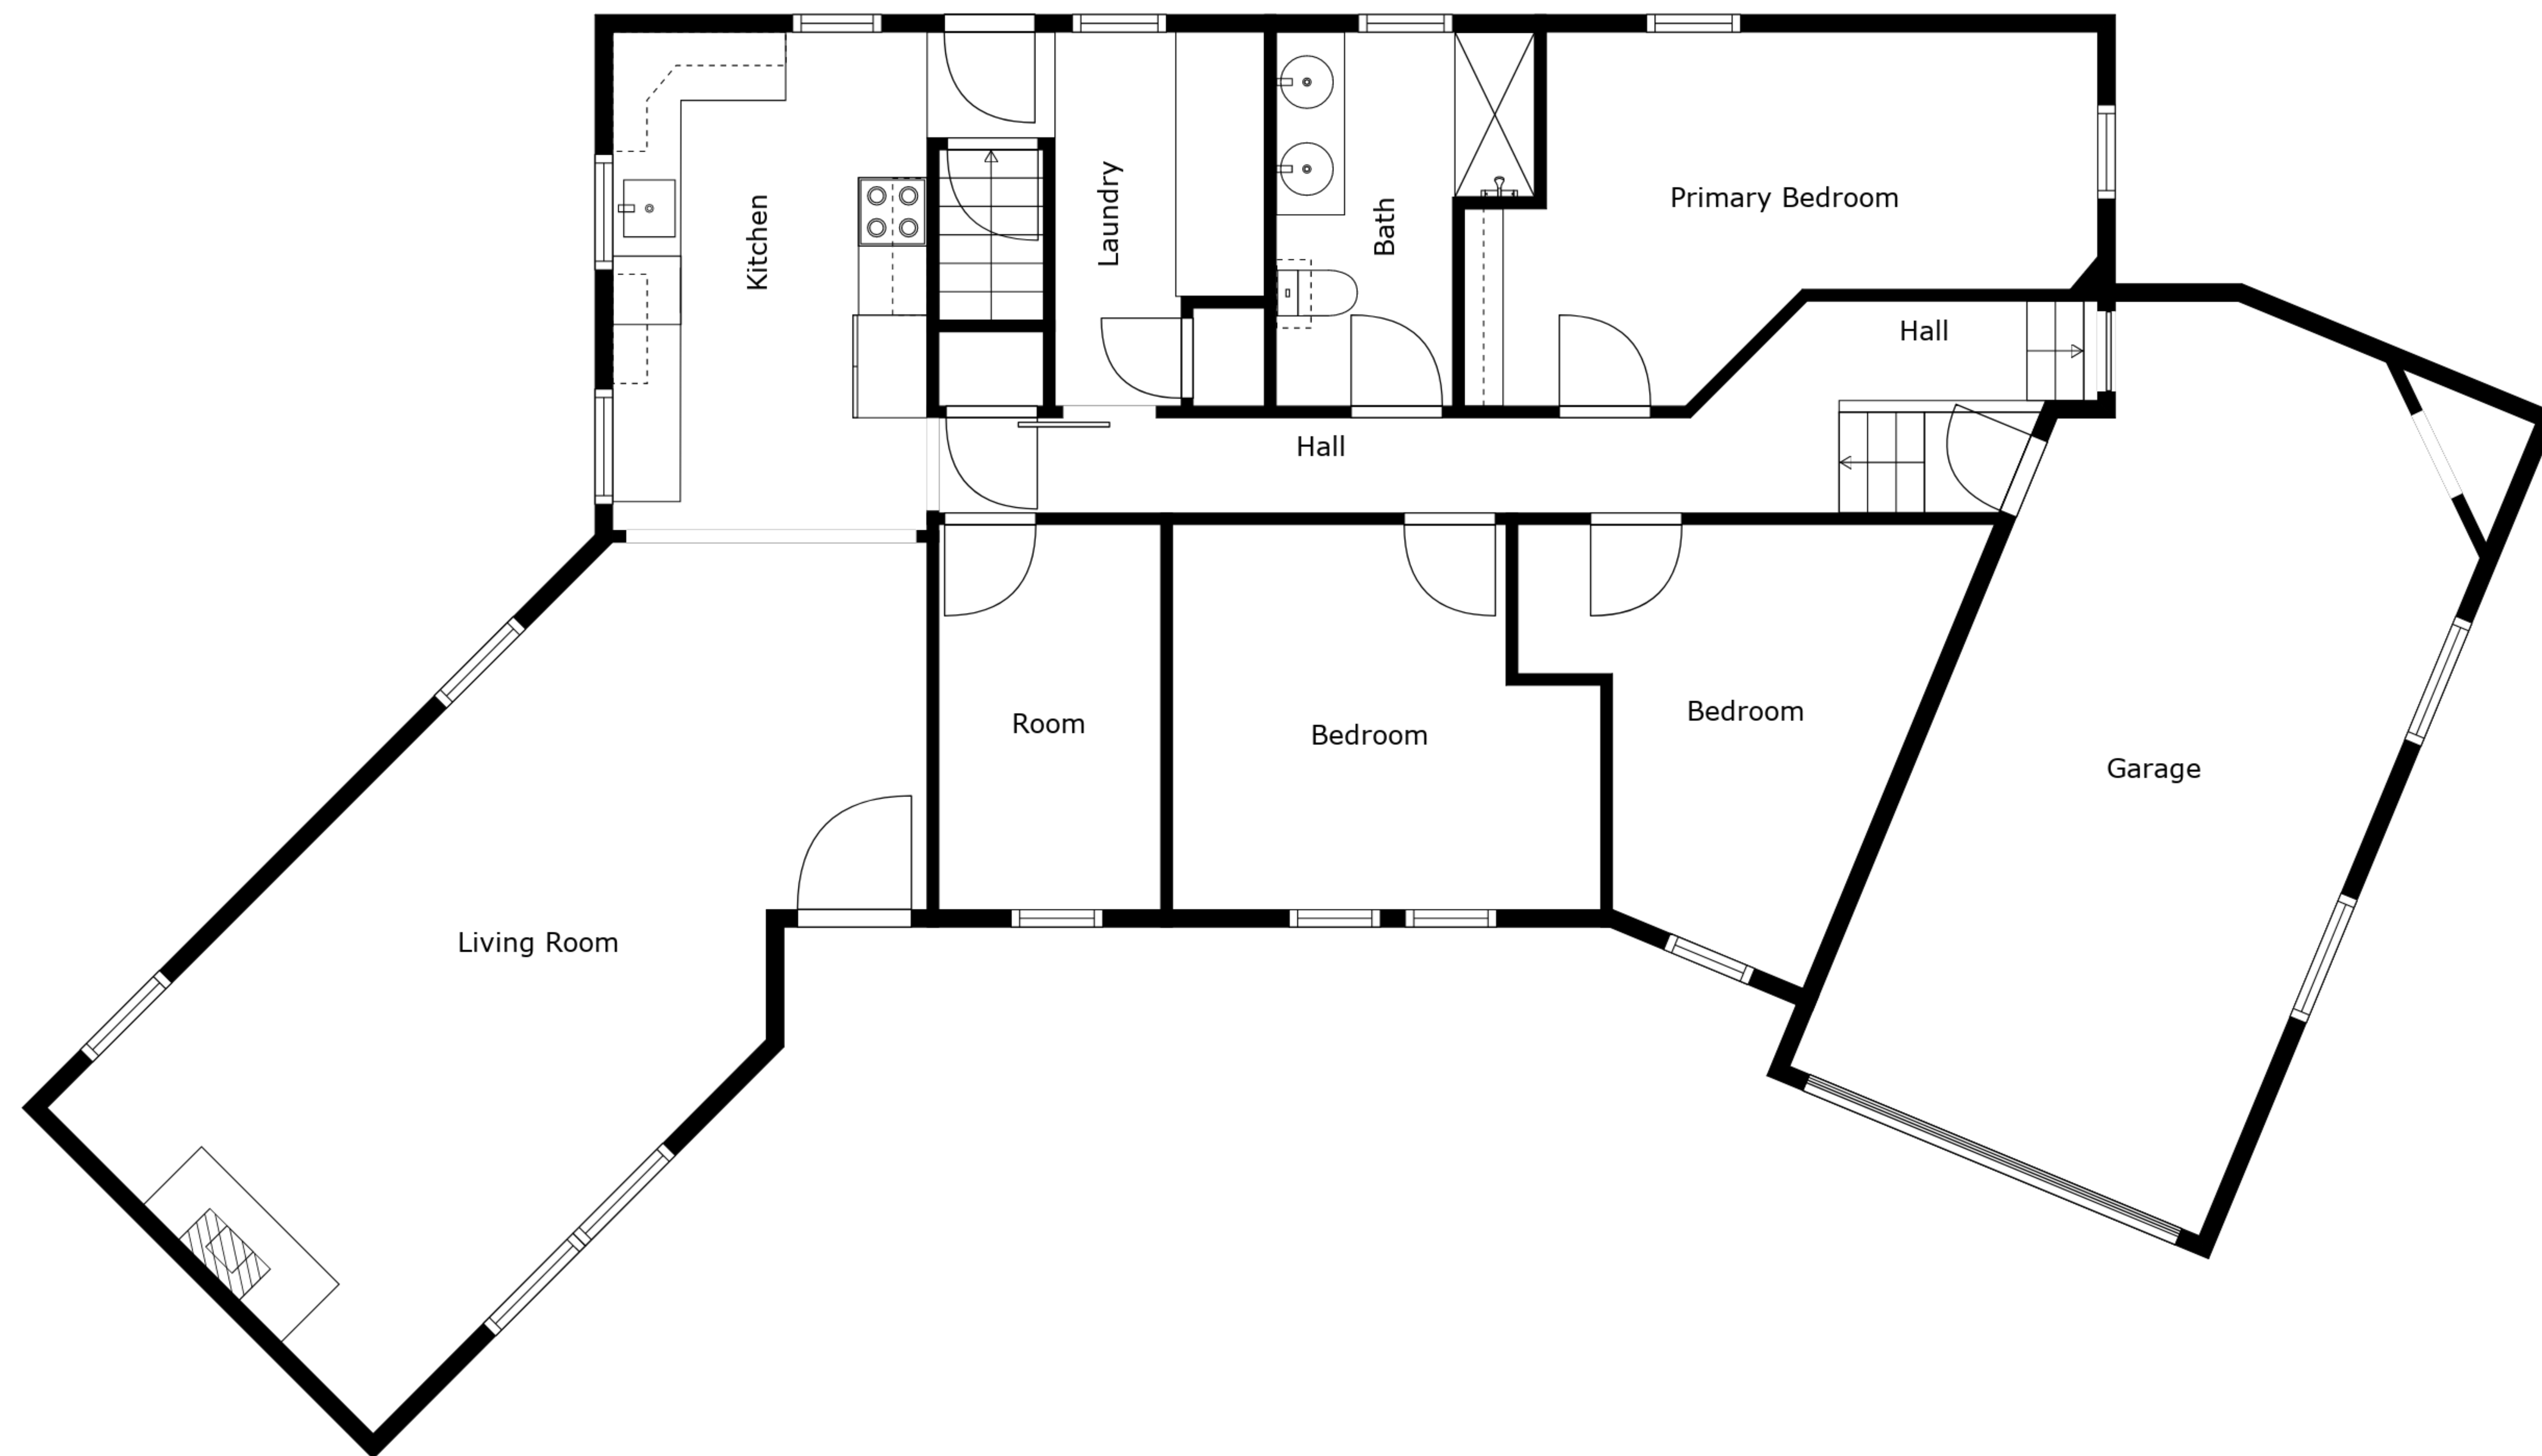 Kitchen
Laundry
Bath
Primary Bedroom
Hall
Hall
Room
Bedroom
Bedroom
Garage
Living Room